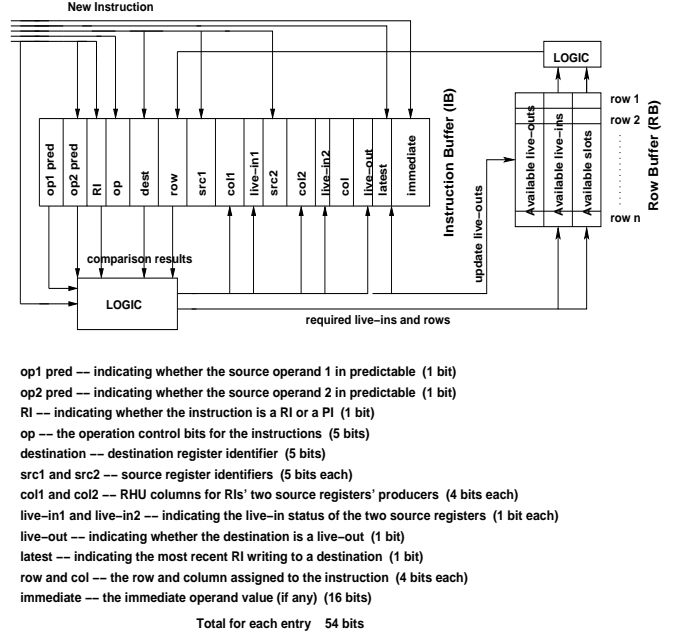 New Instruction
LOGIC
row 1
row 2
row n
Available live−outs
Available live−ins
Available slots
Row Buffer (RB)
Instruction Buffer (IB)
op1 pred
op2 pred
RI
op
dest
row
src1
col1
live−in1
src2
col2
live−in2
col
live−out
latest
immediate
update live−outs
comparison results
LOGIC
required live−ins and rows
op1 pred −− indicating whether the source operand 1 in predictable (1 bit)
op2 pred −− indicating whether the source operand 2 in predictable (1 bit)
RI −− indicating whether the instruction is a RI or a PI (1 bit)
op −− the operation control bits for the instructions (5 bits)
destination −− destination register identifier (5 bits)
src1 and src2 −− source register identifiers (5 bits each)
col1 and col2 −− RHU columns for RIs' two source registers' producers (4 bits each)
live−in1 and live−in2 −− indicating the live−in status of the two source registers (1 bit each)
live−out −− indicating whether the destination is a live−out (1 bit)
latest −− indicating the most recent RI writing to a destination (1 bit)
row and col −− the row and column assigned to the instruction (4 bits each)
immediate −− the immediate operand value (if any) (16 bits)
Total for each entry 54 bits